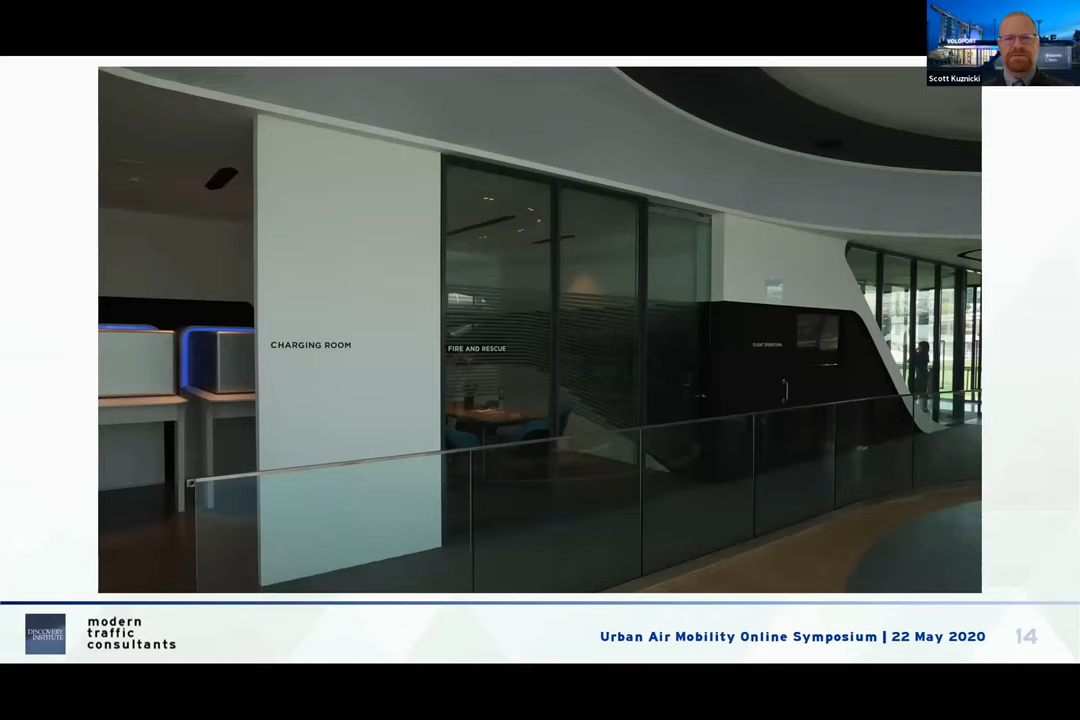 VOLOPORT
Scott Kuznicki
CHARGING ROOM
FIRE AND RESCUE
FLIGHT OPERATIONS
DISCOVERY
INSTITUTE
modern
traffic
consultants
Urban Air Mobility Online Symposium | 22 May 2020
14